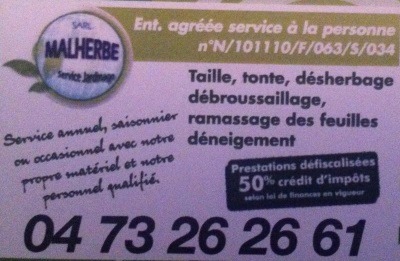 SARL
MALHERBE
Service Jardinage
Ent. agréée service à la personne
n°N/101110/F/063/S/034
Taille, tonte, désherbage
débroussaillage,
ramassage des feuilles
déneigement
Service annuel, saisonnier
ou occasionnel avec notre
propre matériel et notre
personnel qualifié.
Prestations défiscalisées
50% crédit d'impôts
selon loi de finances en vigueur
04 73 26 26 61